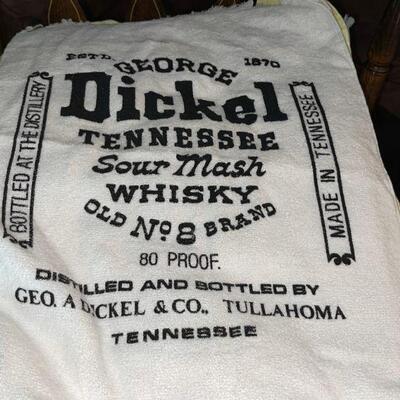 ESTD 1870
GEORGE
Dickel
TENNESSEE
Sour Mash
WHISKY
OLD No 8 BRAND
80 PROOF.
BOTTLED AT THE DISTILLERY
MADE IN TENNESSEE
DISTILLED AND BOTTLED BY
GEO. A DICKEL & CO., TULLAHOMA
TENNESSEE